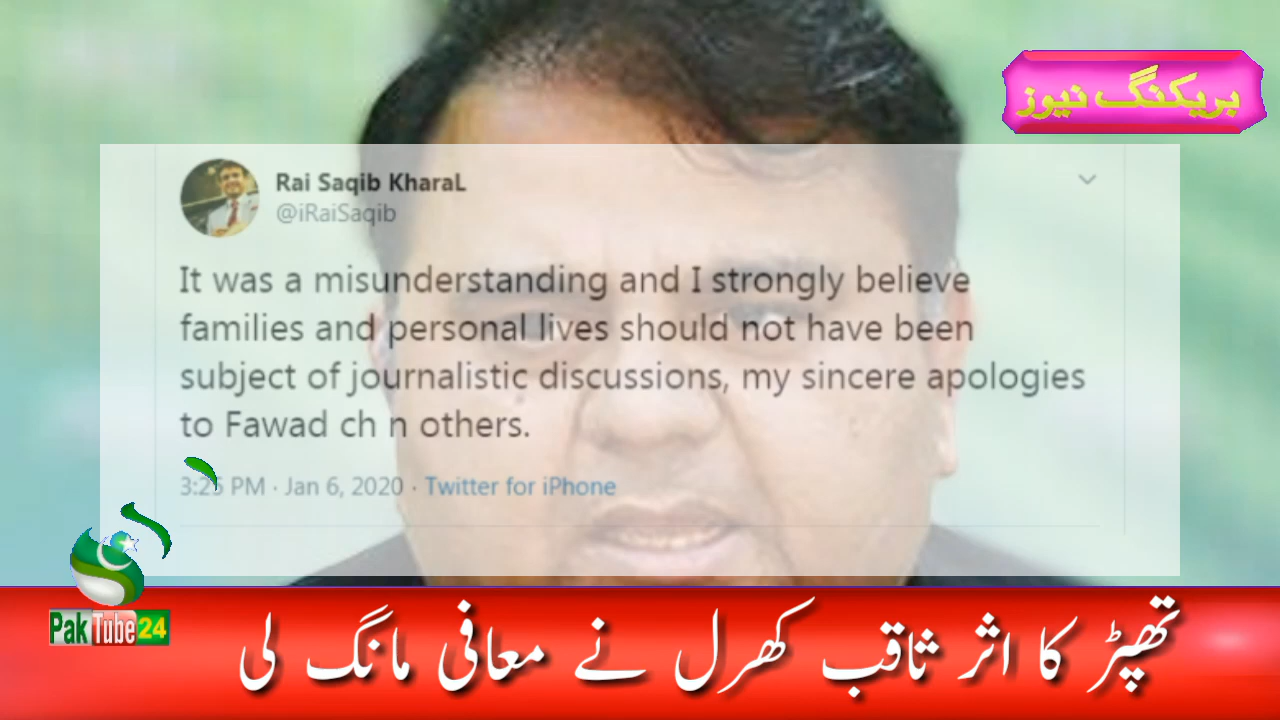 بریکنگ نیوز
Rai Saqib KharaL
@iRaiSaqib
It was a misunderstanding and I strongly believe
families and personal lives should not have been
subject of journalistic discussions, my sincere apologies
to Fawad ch n others.
3:25 PM · Jan 6, 2020 · Twitter for iPhone
PakTube24
تھپڑ کا اثر ثاقب کھرل نے معافی مانگ لی